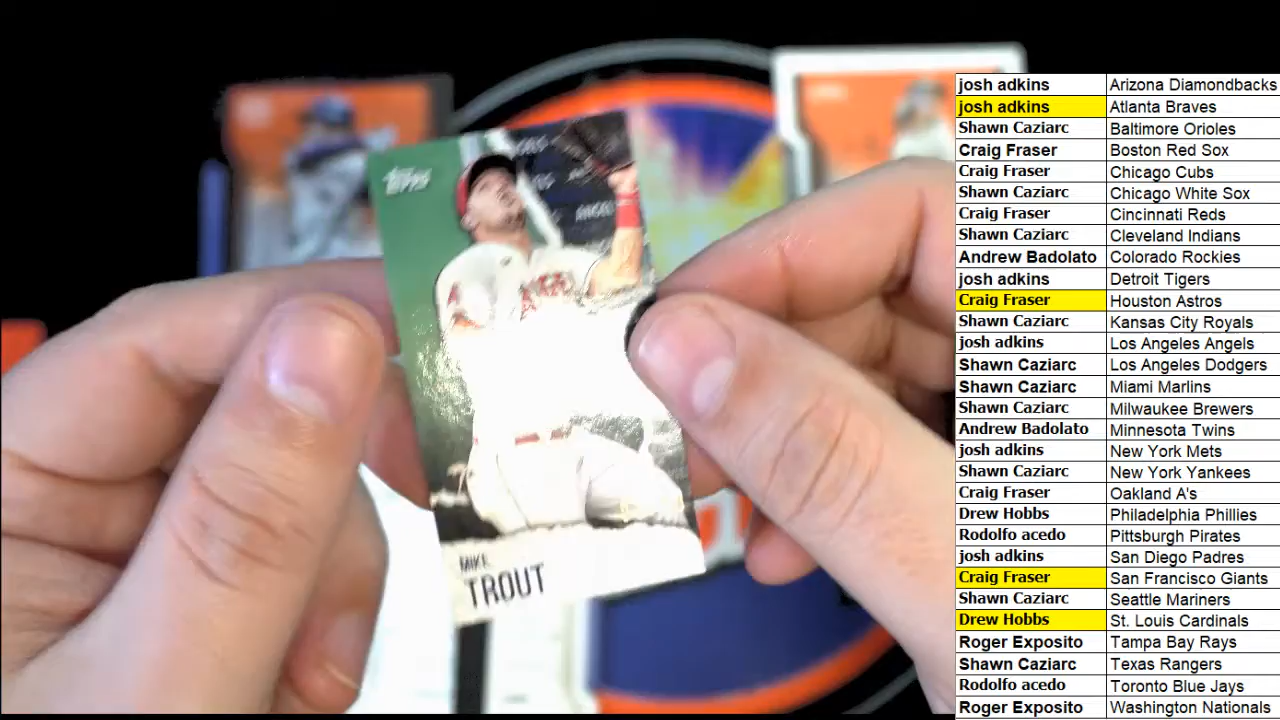 Topps
MIKE
TROUT
josh adkins Arizona Diamondbacks
josh adkins Atlanta Braves
Shawn Caziarc Baltimore Orioles
Craig Fraser Boston Red Sox
Craig Fraser Chicago Cubs
Shawn Caziarc Chicago White Sox
Craig Fraser Cincinnati Reds
Shawn Caziarc Cleveland Indians
Andrew Badolato Colorado Rockies
josh adkins Detroit Tigers
Craig Fraser Houston Astros
Shawn Caziarc Kansas City Royals
josh adkins Los Angeles Angels
Shawn Caziarc Los Angeles Dodgers
Shawn Caziarc Miami Marlins
Shawn Caziarc Milwaukee Brewers
Andrew Badolato Minnesota Twins
josh adkins New York Mets
Shawn Caziarc New York Yankees
Craig Fraser Oakland A's
Drew Hobbs Philadelphia Phillies
Rodolfo acedo Pittsburgh Pirates
josh adkins San Diego Padres
Craig Fraser San Francisco Giants
Shawn Caziarc Seattle Mariners
Drew Hobbs St. Louis Cardinals
Roger Exposito Tampa Bay Rays
Shawn Caziarc Texas Rangers
Rodolfo acedo Toronto Blue Jays
Roger Exposito Washington Nationals